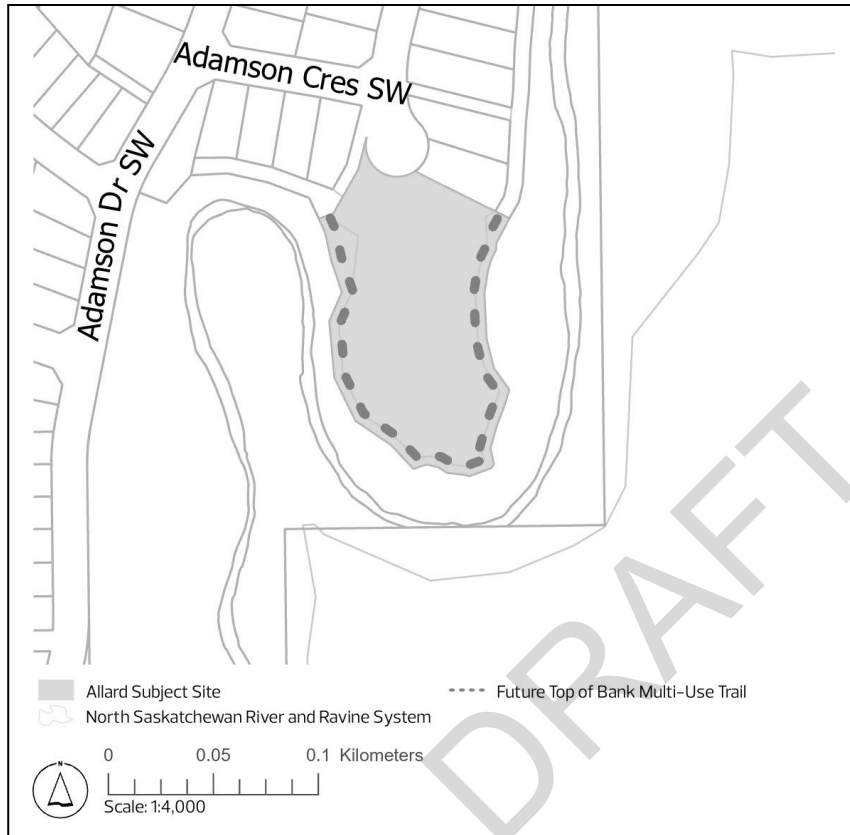 Adamson Cres SW
Adamson Dr SW
DRAFT
Allard Subject Site
Future Top of Bank Multi-Use Trail
North Saskatchewan River and Ravine System
0 0.05 0.1 Kilometers
N
Scale: 1:4,000